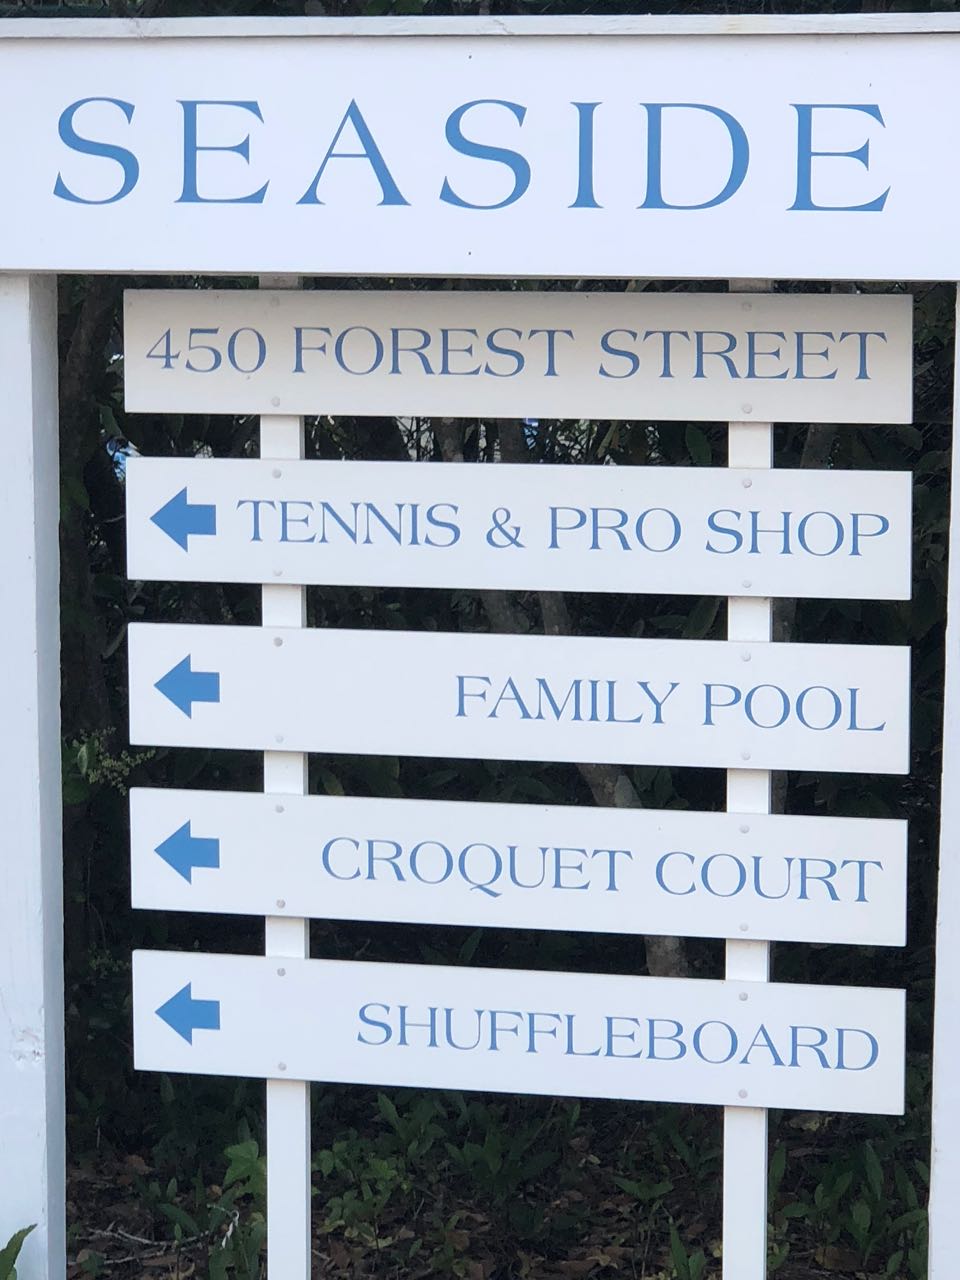 SEASIDE
450 FOREST STREET
TENNIS & PRO SHOP
FAMILY POOL
CROQUET COURT
SHUFFLEBOARD